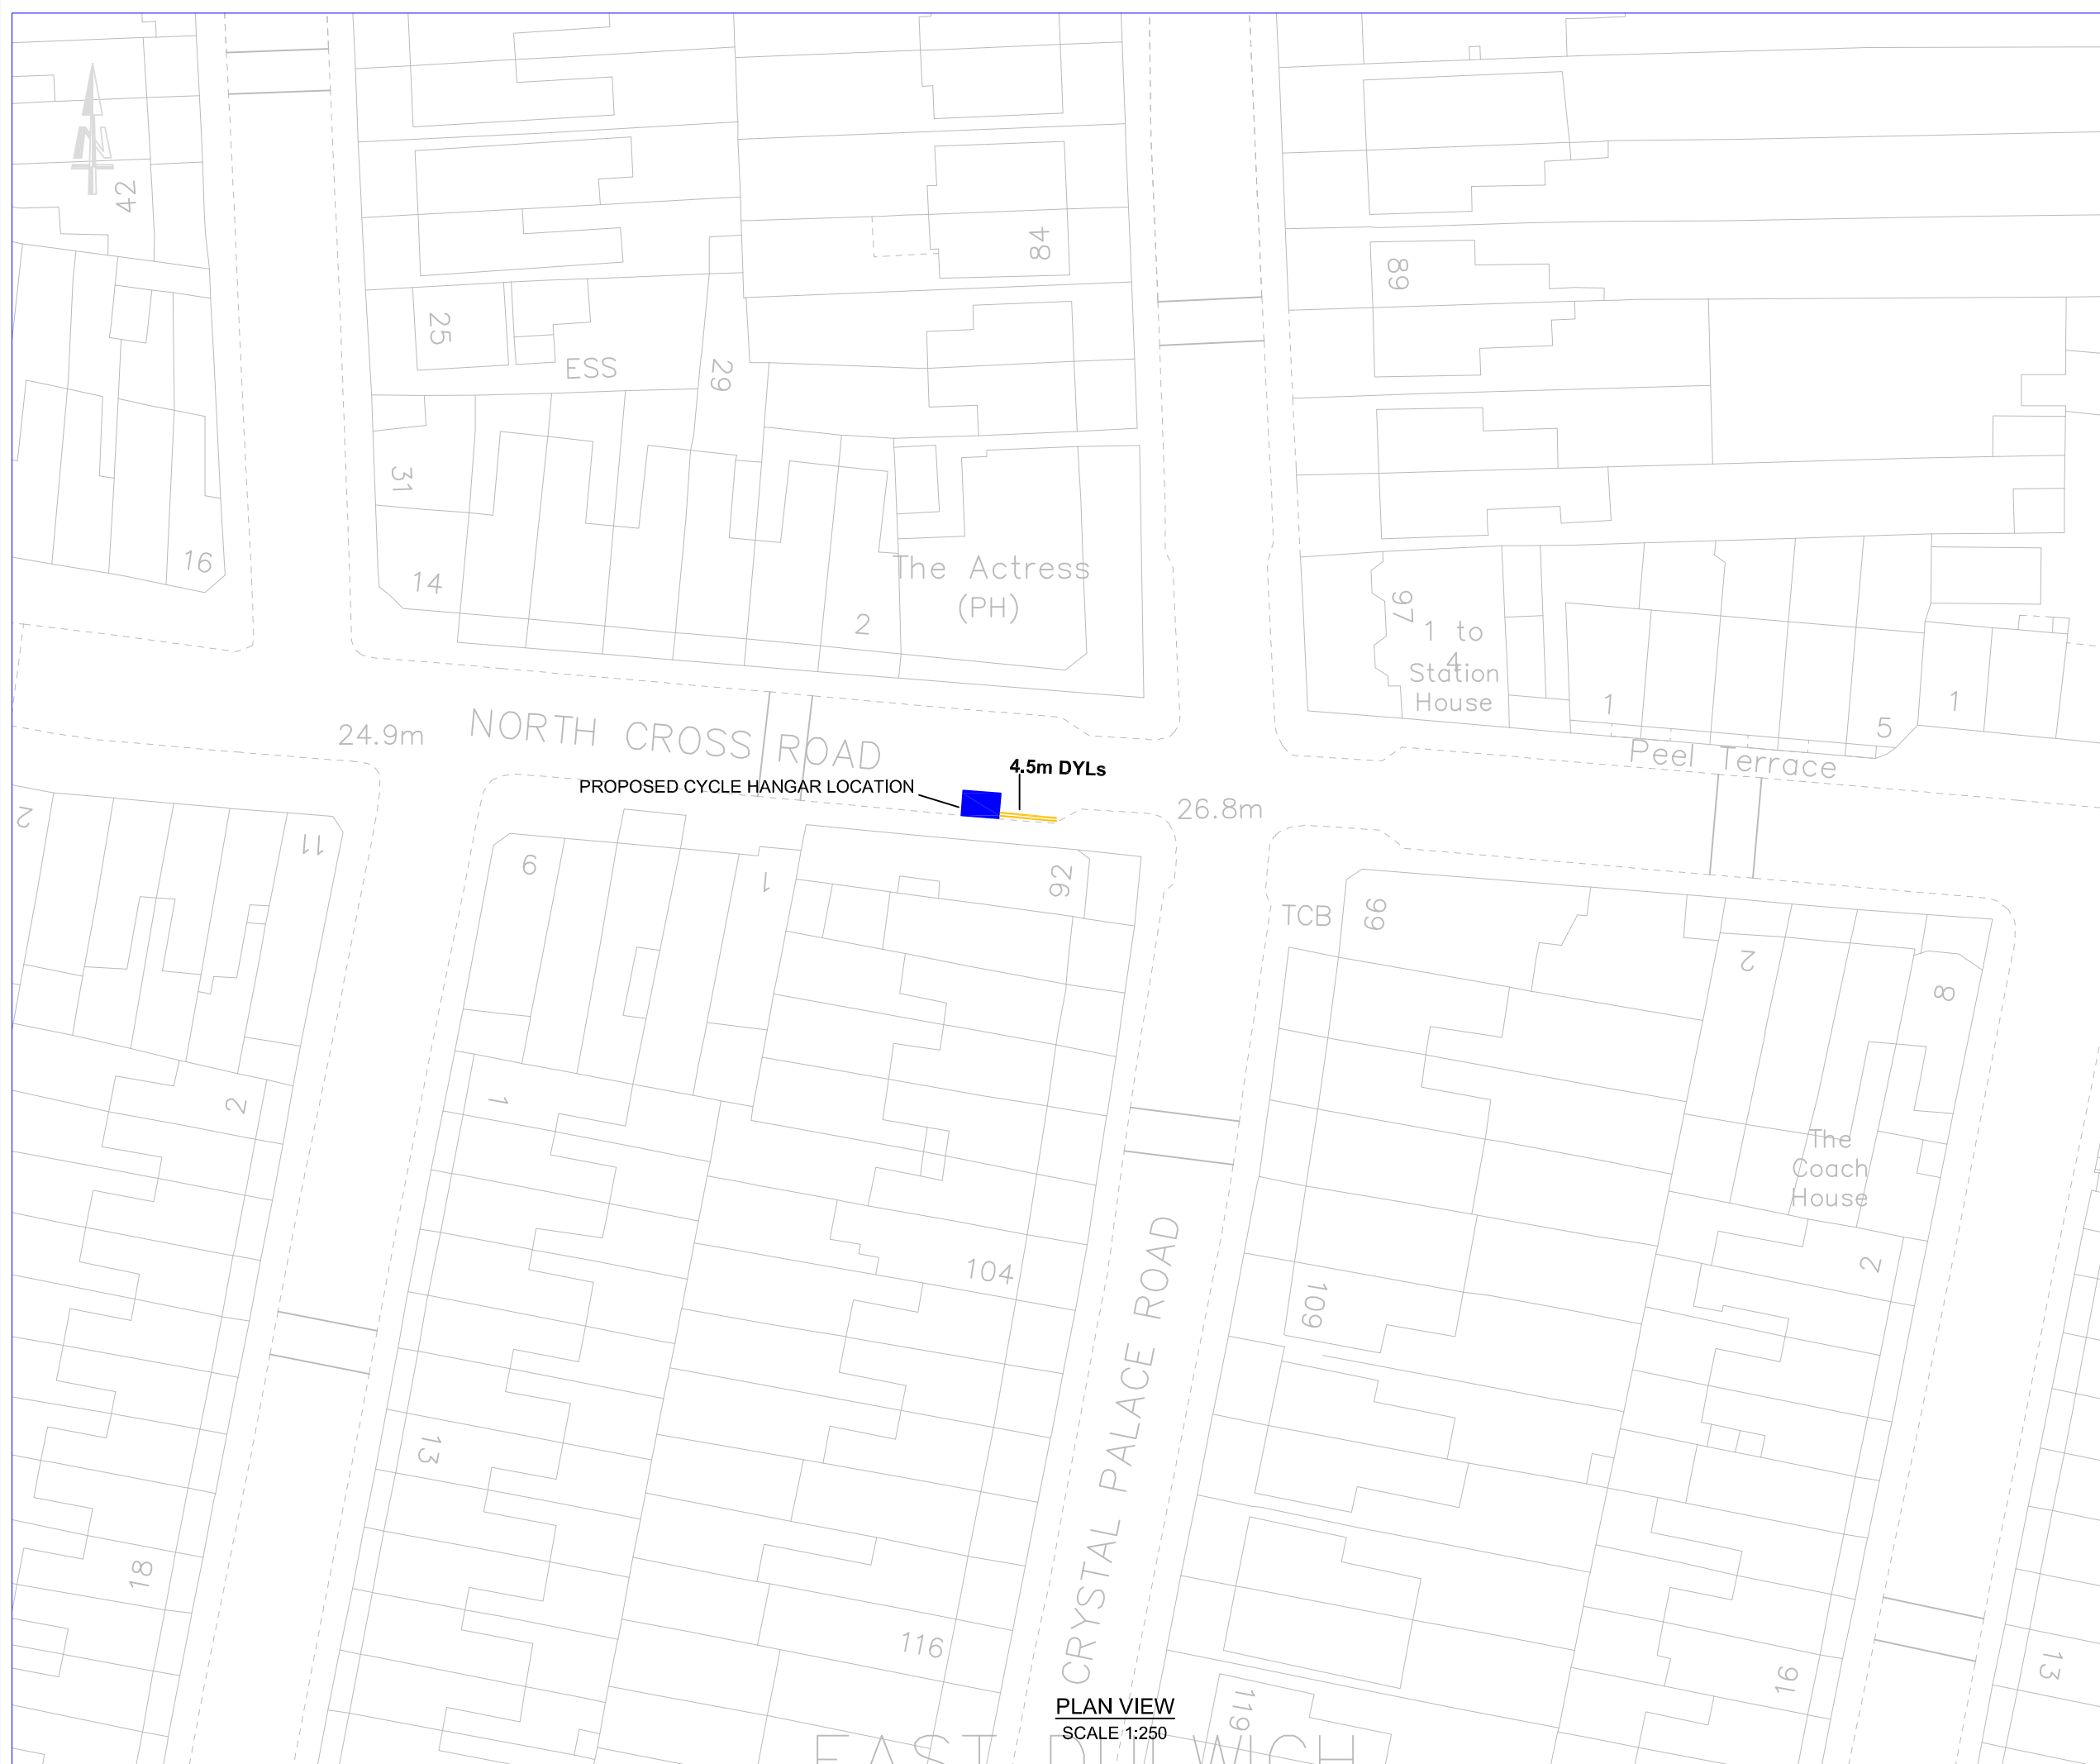 N
42
84
89
25
ESS
29
31
16
14
The Actress
(PH)
2
97
1 to
4
Station
House
1
5
1
Peel Terrace
24.9m
NORTH CROSS ROAD
4.5m DYLs
PROPOSED CYCLE HANGAR LOCATION
26.8m
2
11
9
1
92
TCB
99
2
8
2
1
The
Coach
House
104
2
109
13
CRYSTAL PALACE ROAD
18
116
16
13
119
PLAN VIEW
SCALE 1:250
EAST DULWICH